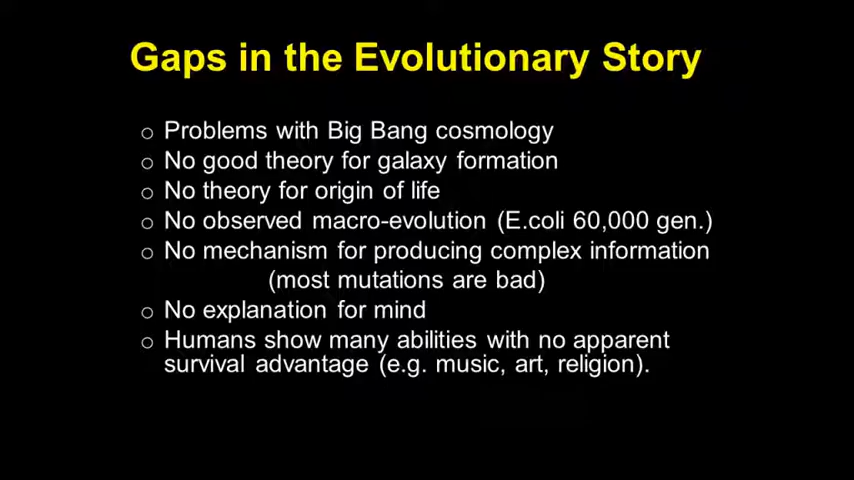 Gaps in the Evolutionary Story
o Problems with Big Bang cosmology
o No good theory for galaxy formation
o No theory for origin of life
o No observed macro-evolution (E.coli 60,000 gen.)
o No mechanism for producing complex information
(most mutations are bad)
o No explanation for mind
o Humans show many abilities with no apparent
survival advantage (e.g. music, art, religion).